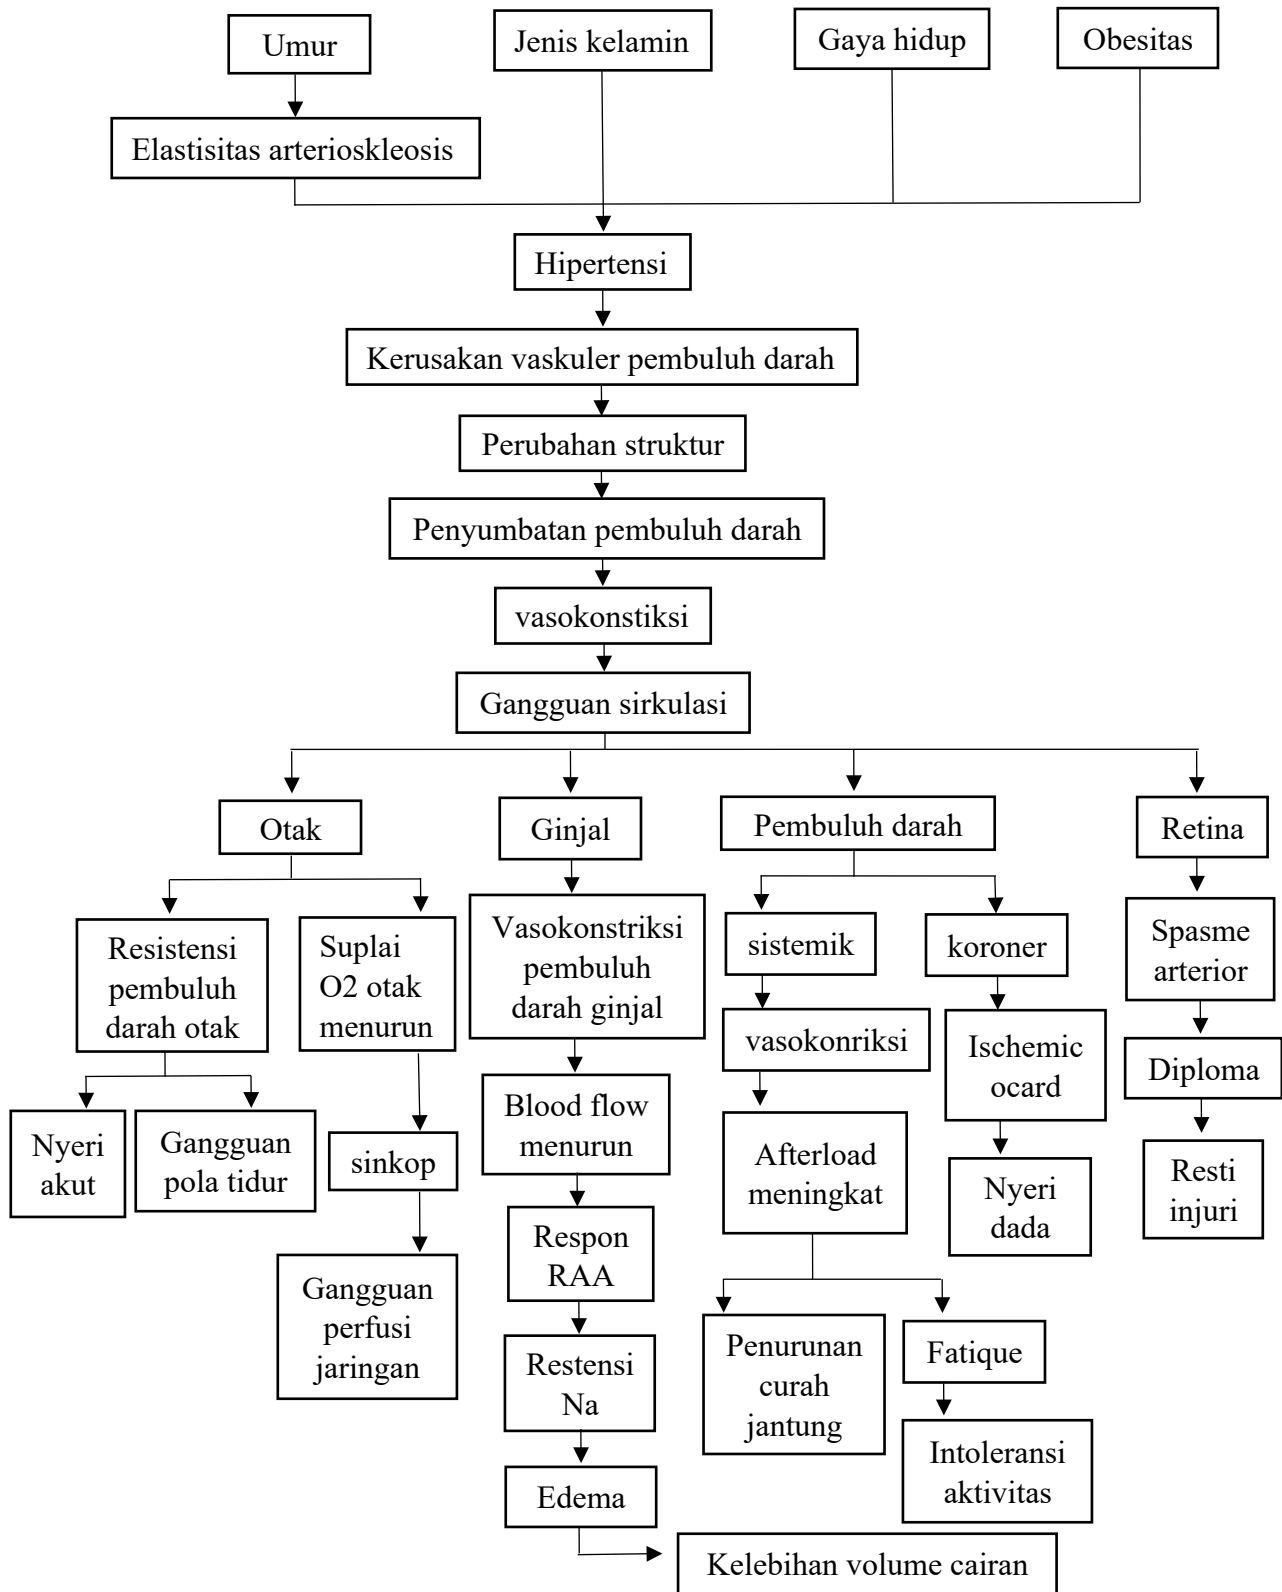 Umur
Jenis kelamin
Gaya hidup
Obesitas
Elastisitas arterioskleosis
Hipertensi
Kerusakan vaskuler pembuluh darah
Perubahan struktur
Penyumbatan pembuluh darah
vasokonstiksi
Gangguan sirkulasi
Otak
Ginjal
Pembuluh darah
Retina
Resistensi
pembuluh
darah otak
Suplai
O2 otak
menurun
Vasokonstriksi
pembuluh
darah ginjal
sistemik
koroner
Spasme
arterior
vasokonriksi
Ischemic
ocard
Diploma
Nyeri
akut
Gangguan
pola tidur
sinkop
Blood flow
menurun
Afterload
meningkat
Nyeri
dada
Resti
injuri
Gangguan
perfusi
jaringan
Respon
RAA
Restensi
Na
Penurunan
curah
jantung
Fatique
Intoleransi
aktivitas
Edema
Kelebihan volume cairan